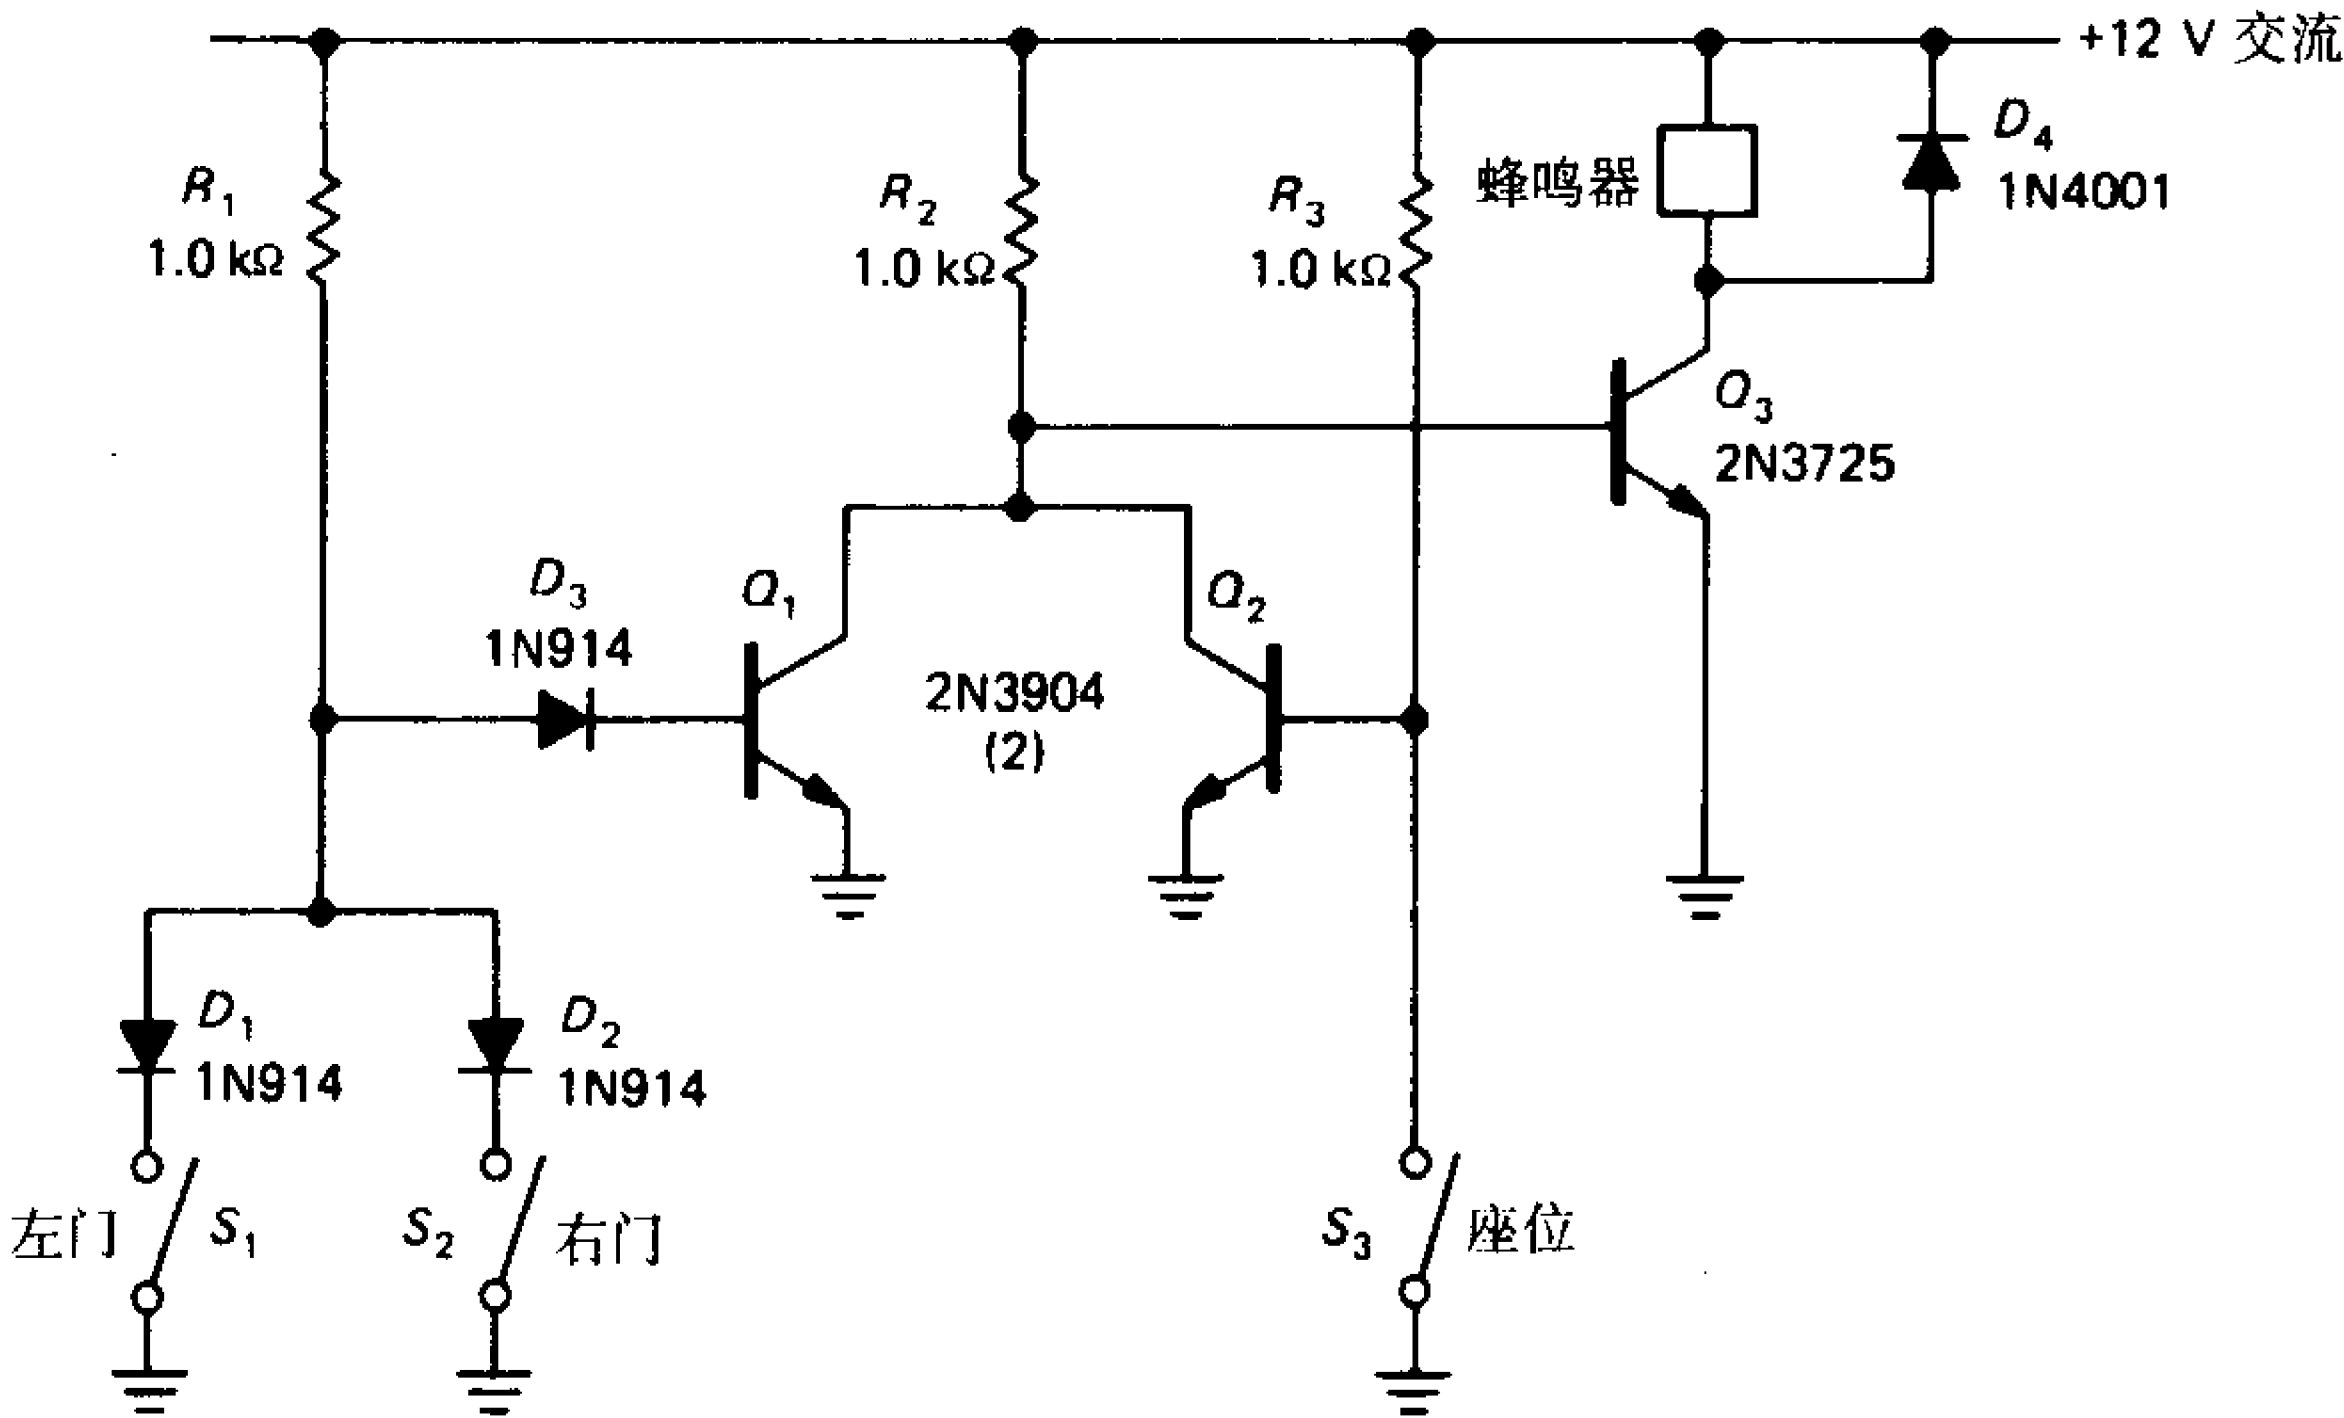 +12 V 交流
R1
1.0 kΩ
R2
1.0 kΩ
R3
1.0 kΩ
蜂鸣器
D4
1N4001
Q3
2N3725
D3
1N914
Q1
Q2
2N3904
(2)
D1
1N914
D2
1N914
左门
S1
S2
右门
S3
座位